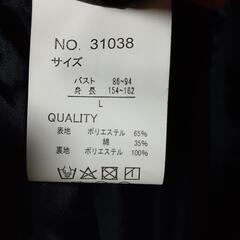 NO. 31038
サイズ
バスト 86~94
身長 154~162
L
QUALITY
表地 ポリエステル 65%
綿 35%
裏地 ポリエステル 100%